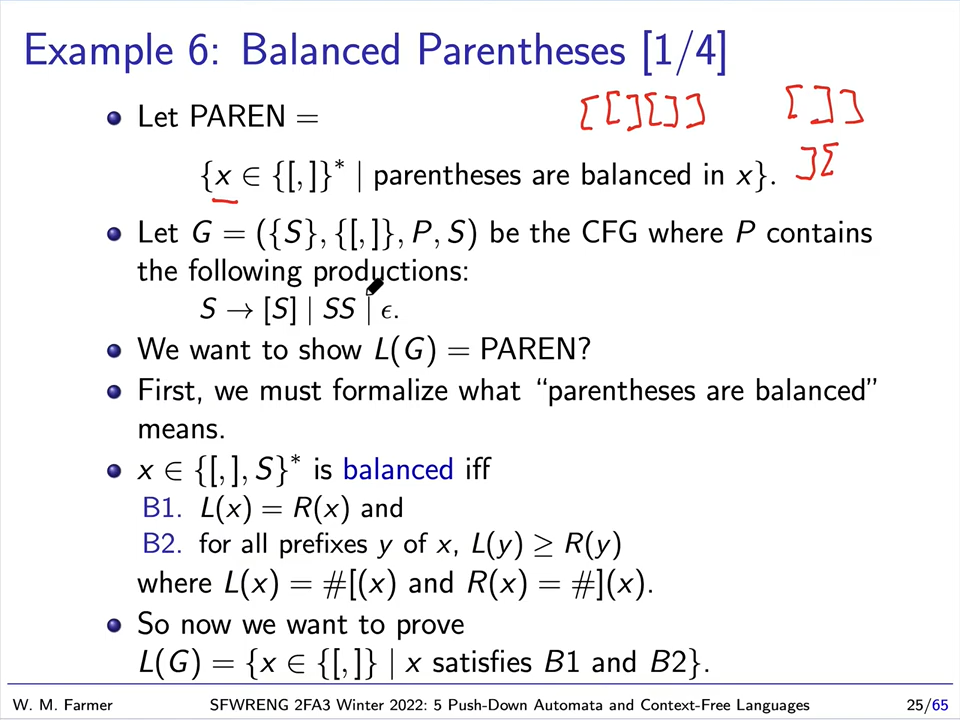 Example 6: Balanced Parentheses [1/4]
Let PAREN = [[][]] []]
{x ∈ {[, ]}* | parentheses are balanced in x}. ][
Let G = ({S}, {[, ]}, P, S) be the CFG where P contains
the following productions:
S → [S] | SS | ϵ.
We want to show L(G) = PAREN?
First, we must formalize what “parentheses are balanced”
means.
x ∈ {[, ], S}* is balanced iff
B1. L(x) = R(x) and
B2. for all prefixes y of x, L(y) ≥ R(y)
where L(x) = #[(x) and R(x) = #](x).
So now we want to prove
L(G) = {x ∈ {[, ]} | x satisfies B1 and B2}.
W. M. Farmer SFWRENG 2FA3 Winter 2022: 5 Push-Down Automata and Context-Free Languages 25/65